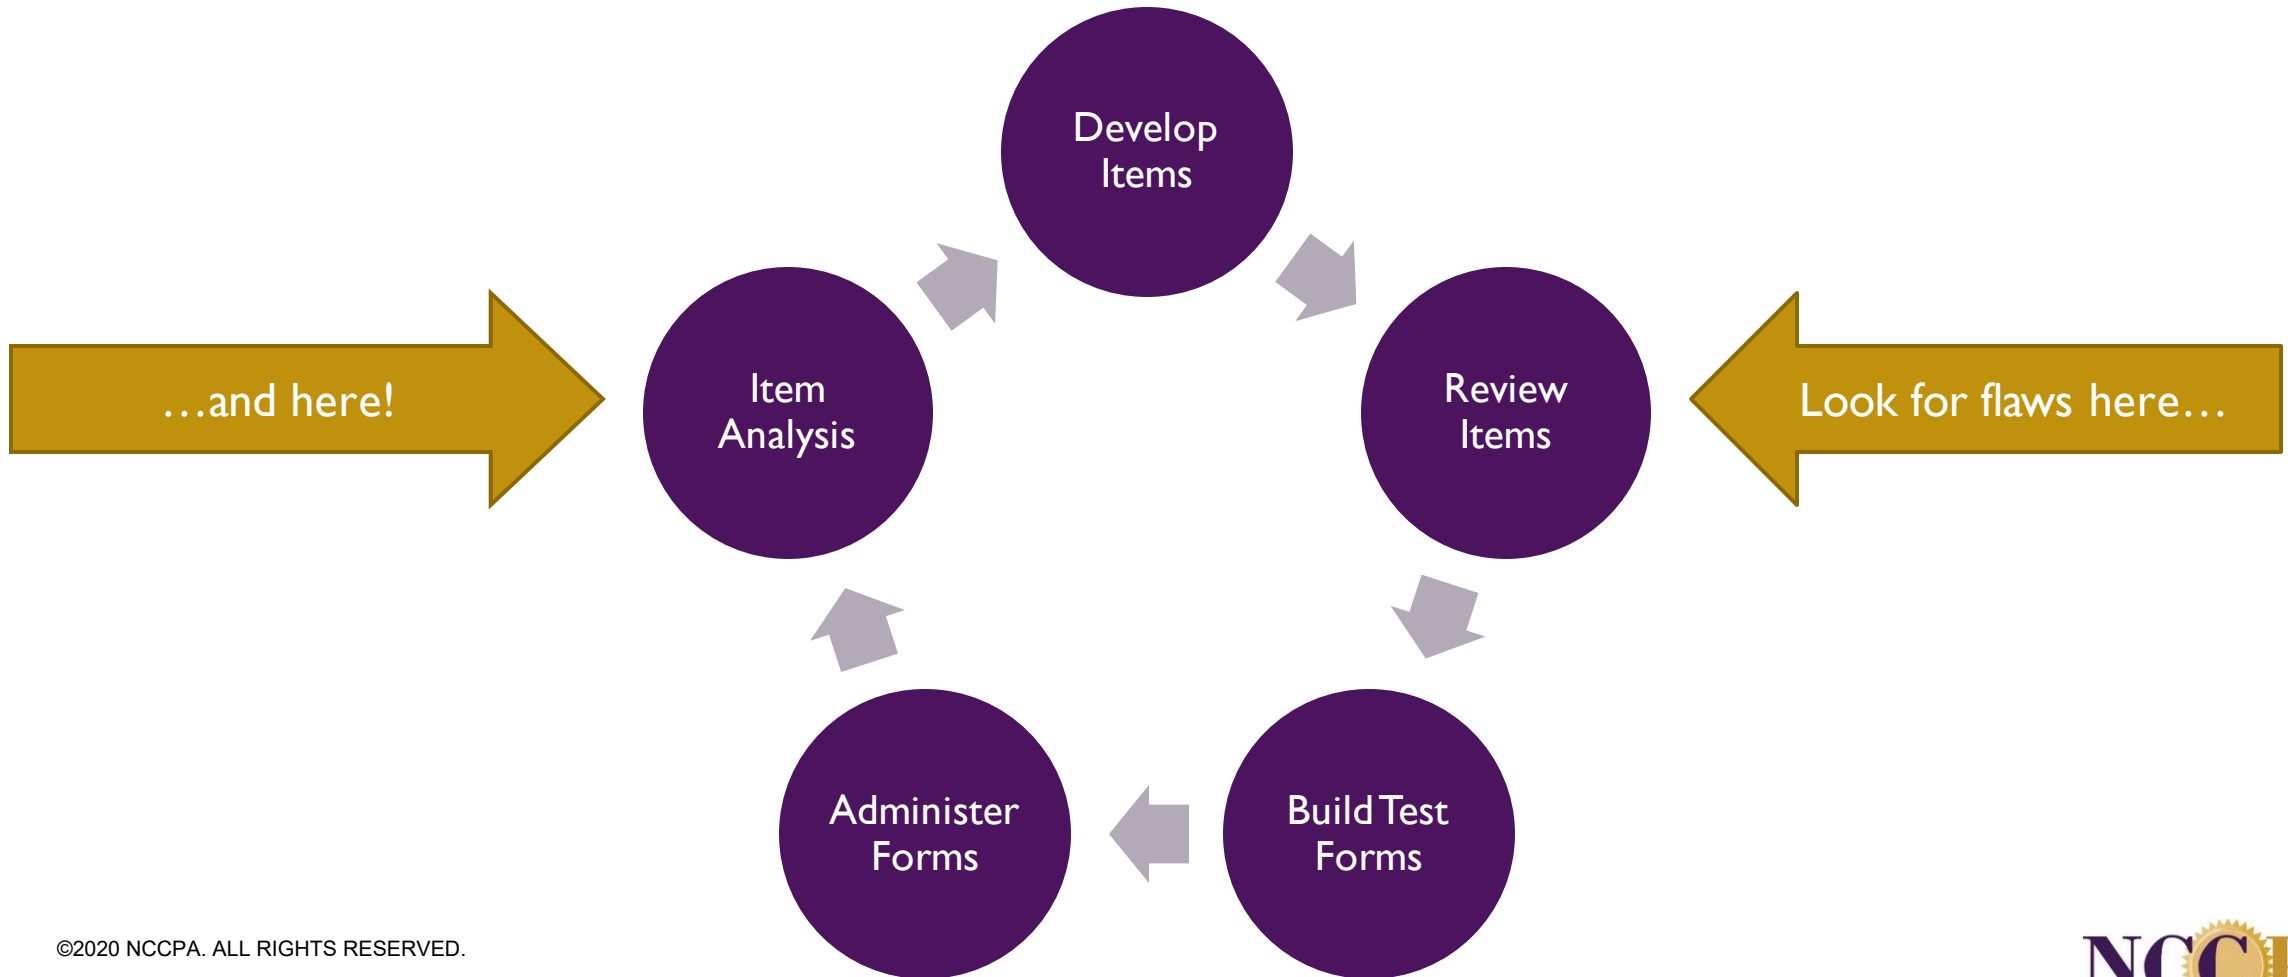 Develop
Items
…and here!
Item
Analysis
Review
Items
Look for flaws here…
Administer
Forms
Build Test
Forms
©2020 NCCPA. ALL RIGHTS RESERVED.
NCC